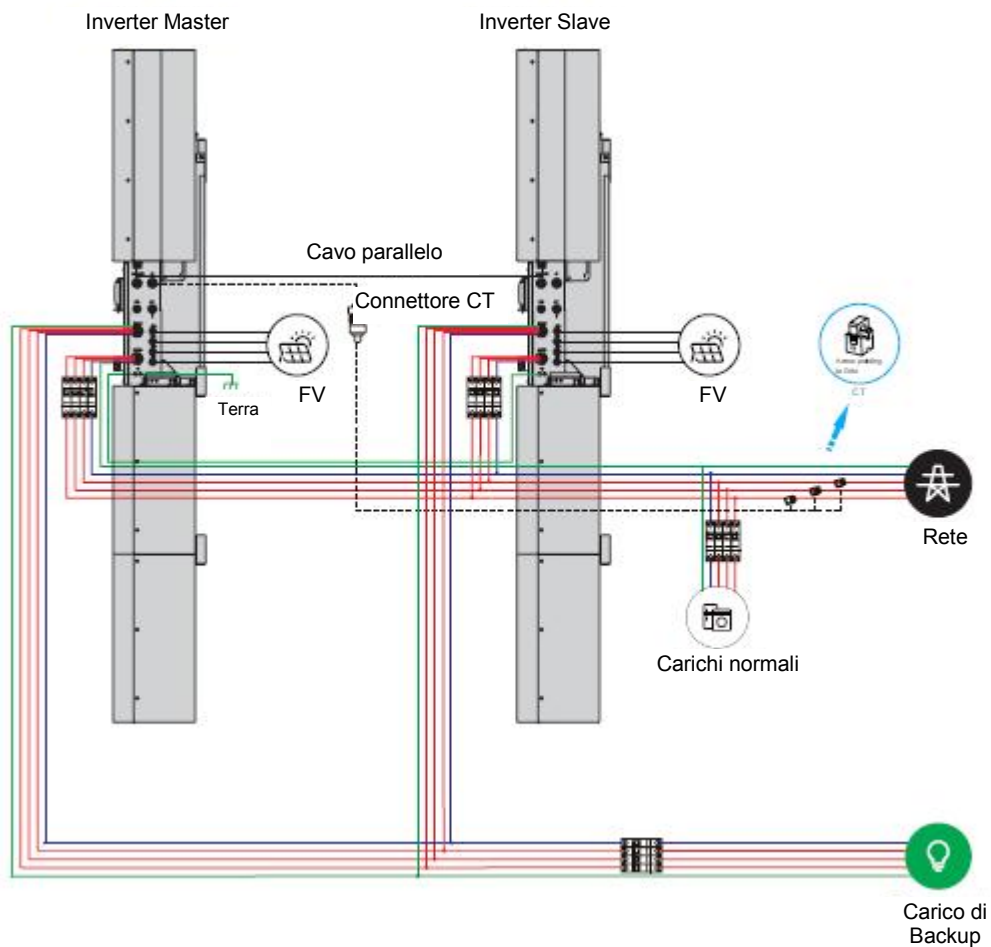 Inverter Master
Inverter Slave
Cavo parallelo
Connettore CT
FV
Terra
FV
CT
Rete
Carichi normali
Carico di
Backup